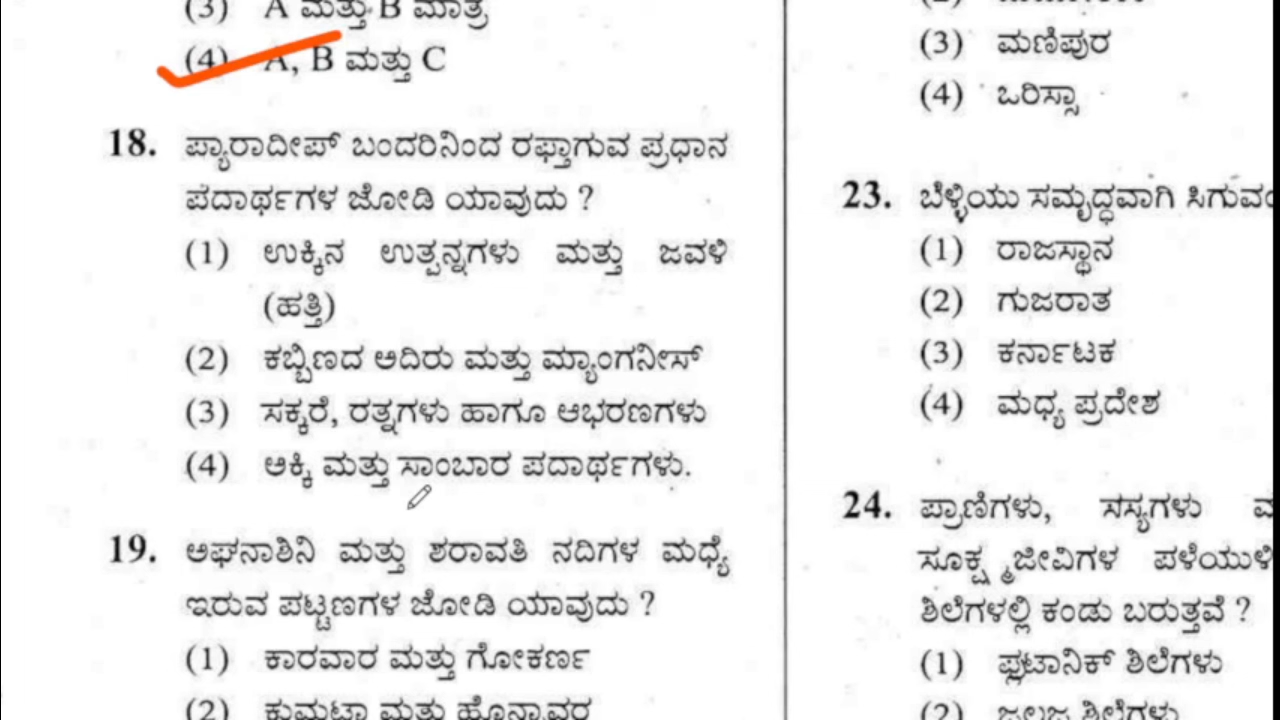 (3) A ಮತ್ತು B ಮಾತ್ರ
(4) A, B ಮತ್ತು C
18. ಪ್ಯಾರಾದೀಪ್ ಬಂದರಿನಿಂದ ರಫ್ತಾಗುವ ಪ್ರಧಾನ
ಪದಾರ್ಥಗಳ ಜೋಡಿ ಯಾವುದು ?
(1) ಉಕ್ಕಿನ ಉತ್ಪನ್ನಗಳು ಮತ್ತು ಜವಳಿ
(ಹತ್ತಿ)
(2) ಕಬ್ಬಿಣದ ಅದಿರು ಮತ್ತು ಮ್ಯಾಂಗನೀಸ್
(3) ಸಕ್ಕರೆ, ರತ್ನಗಳು ಹಾಗೂ ಆಭರಣಗಳು
(4) ಅಕ್ಕಿ ಮತ್ತು ಸಾಂಬಾರ ಪದಾರ್ಥಗಳು.
19. ಅಘನಾಶಿನಿ ಮತ್ತು ಶರಾವತಿ ನದಿಗಳ ಮಧ್ಯೆ
ಇರುವ ಪಟ್ಟಣಗಳ ಜೋಡಿ ಯಾವುದು ?
(1) ಕಾರವಾರ ಮತ್ತು ಗೋಕರ್ಣ
(2) ಕುಮಟಾ ಮತ್ತು ಹೊನ್ನಾವರ
(3) ಮಣಿಪುರ
(4) ಒರಿಸ್ಸಾ
23. ಬೆಳ್ಳಿಯು ಸಮೃದ್ಧವಾಗಿ
(1) ರಾಜಸ್ಥಾನ
(2) ಗುಜರಾತ
(3) ಕರ್ನಾಟಕ
(4) ಮಧ್ಯ ಪ್ರದೇಶ
24. ಪ್ರಾಣಿಗಳು, ಸಸ್ಯಗಳು
ಸೂಕ್ಷ್ಮಜೀವಿಗಳ
ಶಿಲೆಗಳಲ್ಲಿ ಕಂಡು ಬರುತ್ತವೆ ?
(1) ಪ್ಲುಟಾನಿಕ್ ಶಿಲೆಗಳು
(2) ಜಲಜ ಶಿಲೆಗಳು